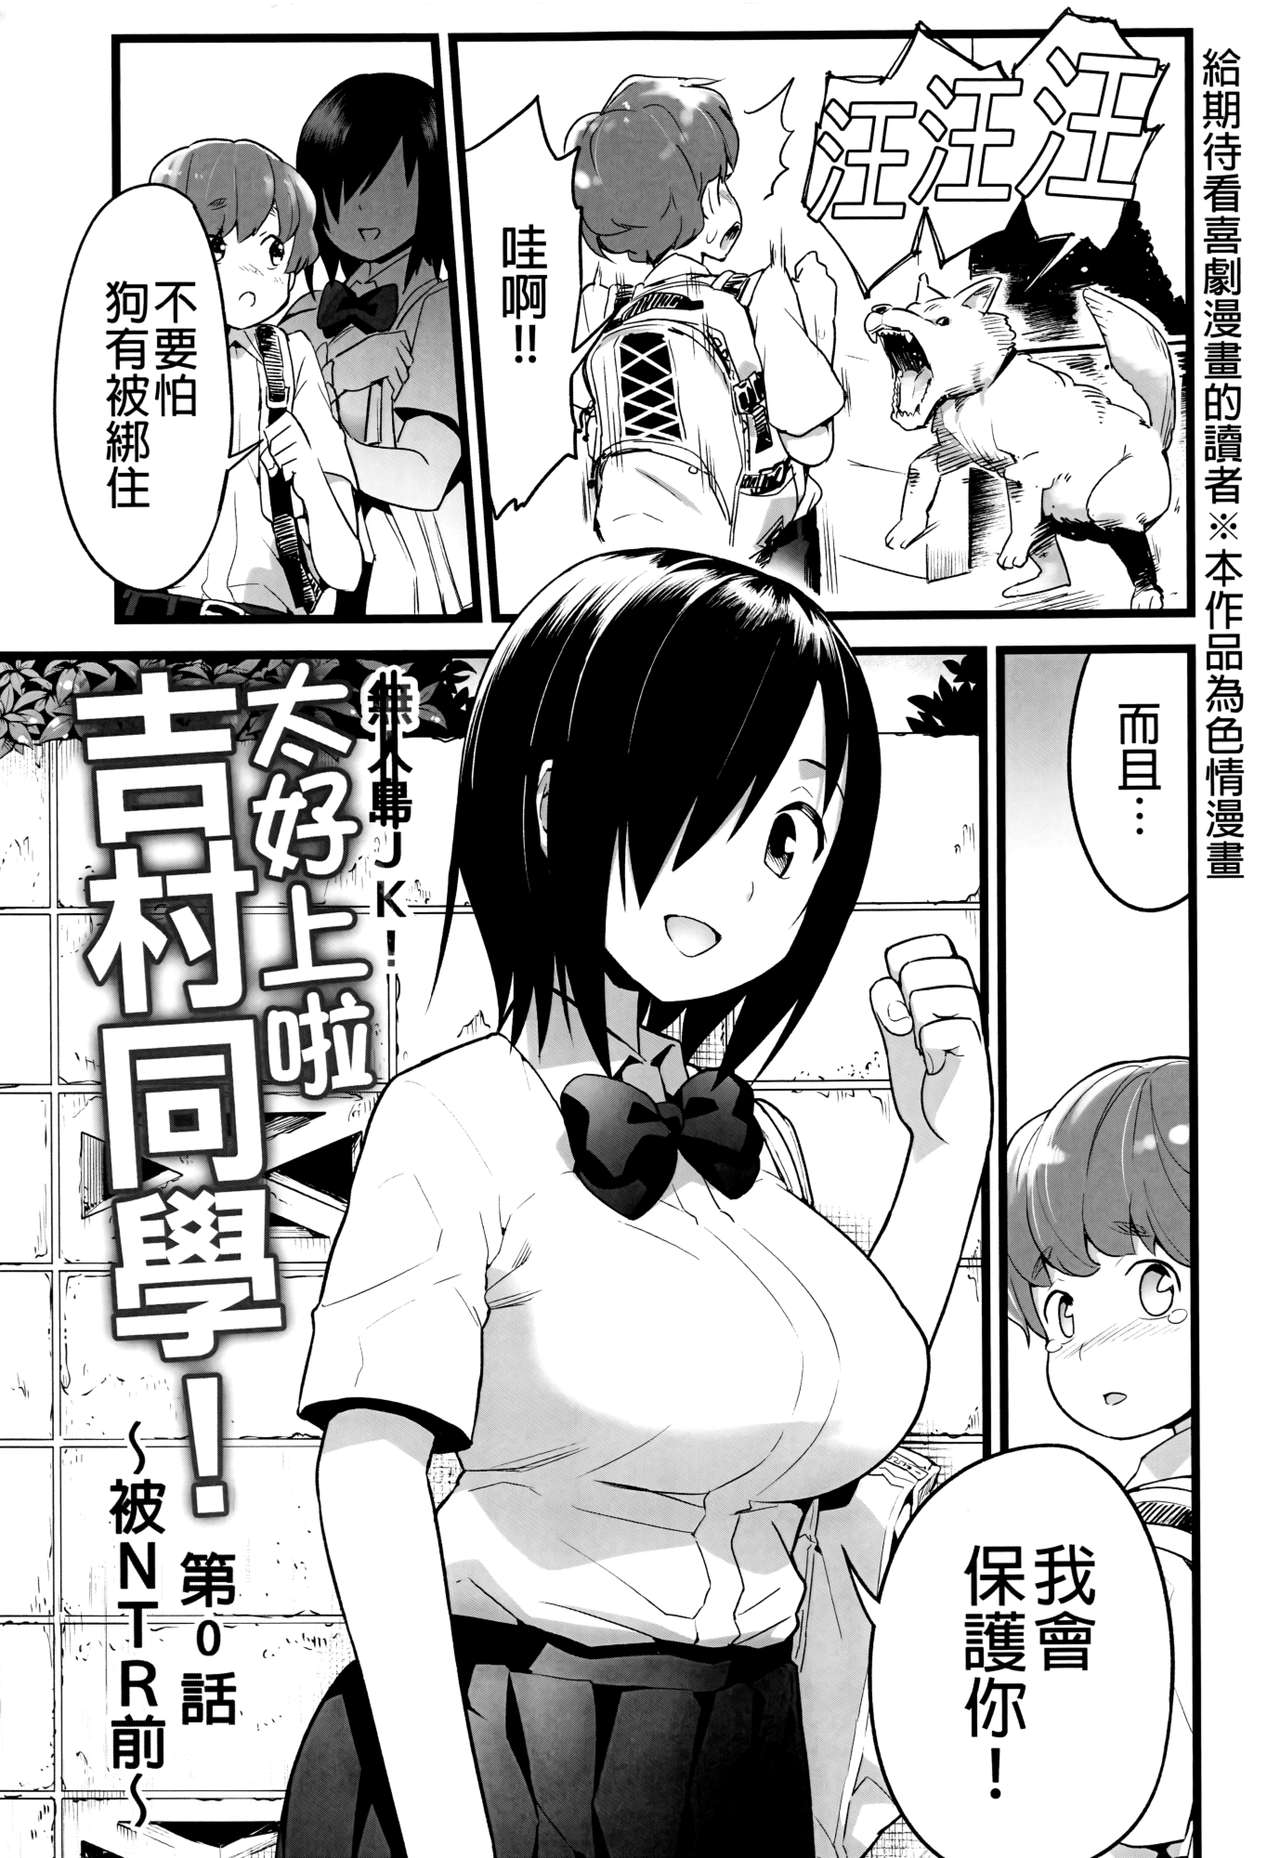 給期待看喜劇漫畫的讀者※本作品為色情漫畫
汪汪汪
哇啊!!
不要怕
狗有被綁住
而且…
我會
保護你！
無人島JK！
太好上啦
吉村同學！
第0話
～被NTR前～